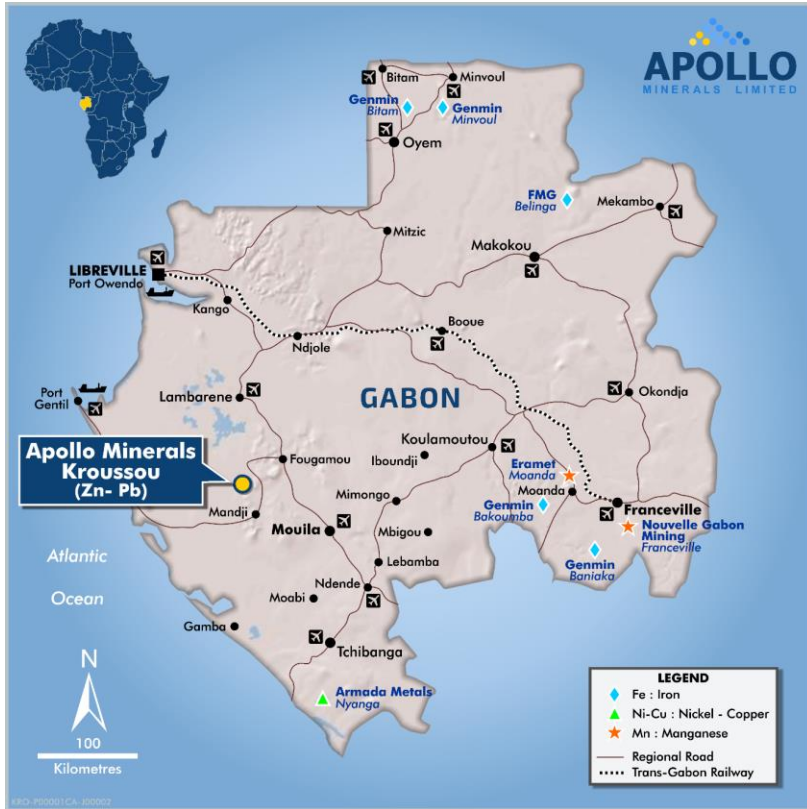 APOLLO
MINERALS LIMITED
Bitam
Minvoul
Genmin
Bitam
Genmin
Minvoul
Oyem
FMG
Belinga
Mekambo
Mitzic
Makokou
LIBREVILLE
Port Owendo
Kango
Booue
Ndjole
Port
Gentil
Lambarene
GABON
Okondja
Koulamoutou
Apollo Minerals
Kroussou
(Zn- Pb)
Fougamou
Iboundji
Eramet
Moanda
Moanda
Mimongo
Genmin
Bakoumba
Franceville
Mandji
Mouila
Mbigou
Nouvelle Gabon
Mining
Franceville
Atlantic
Ocean
Lebamba
Genmin
Baniaka
Ndende
Moabi
Gamba
Tchibanga
N
100
Kilometres
Armada Metals
Nyanga
LEGEND
Fe : Iron
Ni-Cu : Nickel - Copper
Mn : Manganese
Regional Road
Trans-Gabon Railway
KRO-P00001CA-J00002